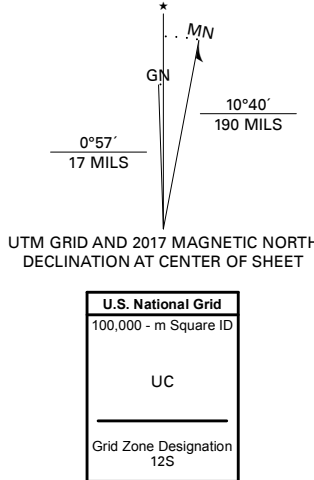 ★
MN
GN
0°57´
17 MILS
10°40´
190 MILS
UTM GRID AND 2017 MAGNETIC NORTH
DECLINATION AT CENTER OF SHEET
U.S. National Grid
100,000 - m Square ID
UC
Grid Zone Designation
12S